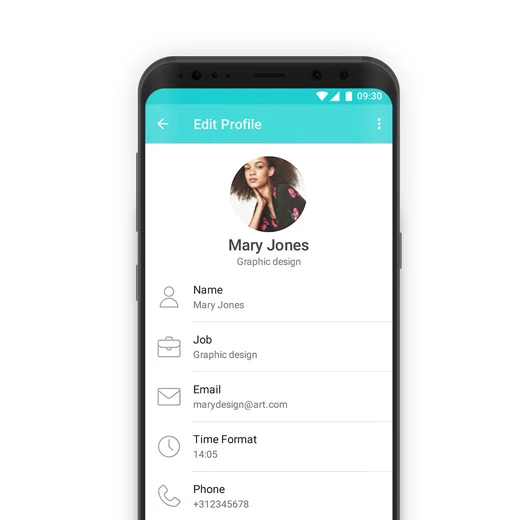 09:30
Edit Profile
Mary Jones
Graphic design
Name
Mary Jones
Job
Graphic design
Email
marydesign@art.com
Time Format
14:05
Phone
+312345678